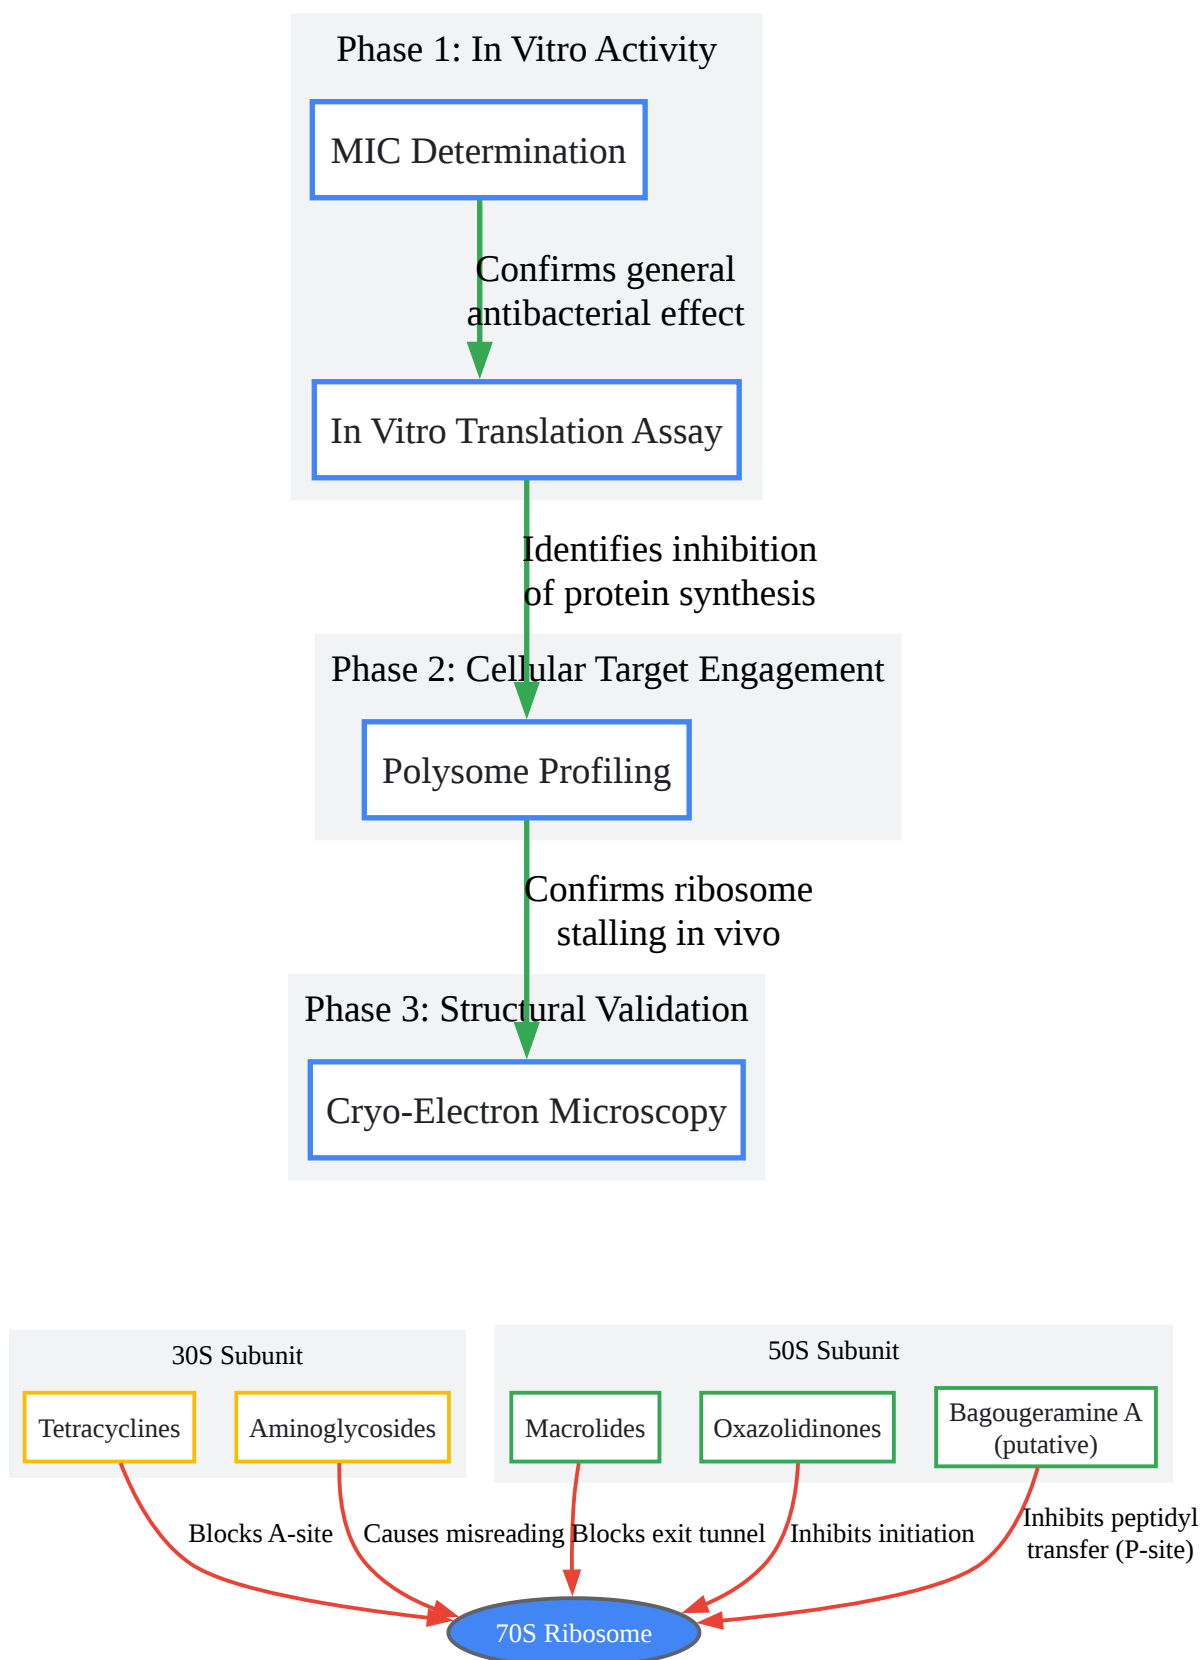 Phase 1: In Vitro Activity
MIC Determination
Confirms general
antibacterial effect
In Vitro Translation Assay
Identifies inhibition
of protein synthesis
Phase 2: Cellular Target Engagement
Polysome Profiling
Confirms ribosome
stalling in vivo
Phase 3: Structural Validation
Cryo-Electron Microscopy
30S Subunit
50S Subunit
Tetracyclines
Aminoglycosides
Macrolides
Oxazolidinones
Bagougeramine A
(putative)
Blocks A-site
Causes misreading
Blocks exit tunnel
Inhibits initiation
Inhibits peptidyl
transfer (P-site)
70S Ribosome